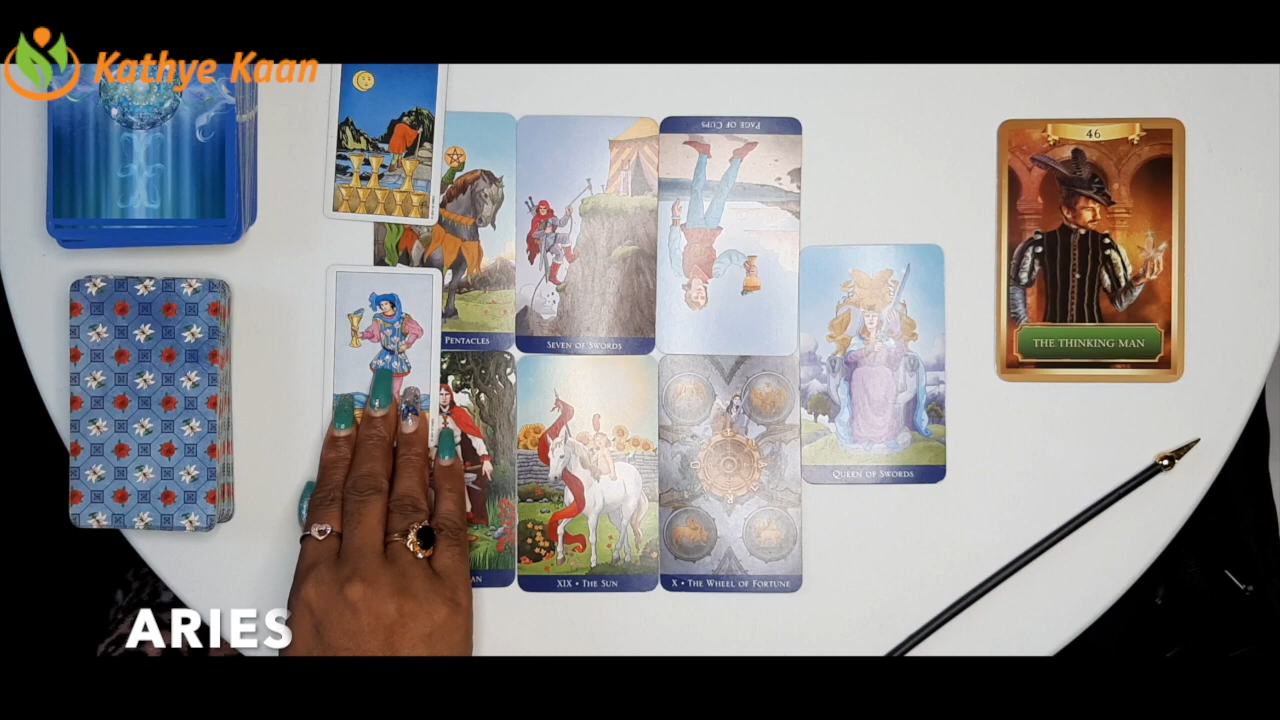 Kathye Kaan
46
THE THINKING MAN
PENTACLES
SEVEN OF SWORDS
PAGE OF CUPS
QUEEN OF SWORDS
XIX • THE SUN
X • THE WHEEL OF FORTUNE
ARIES